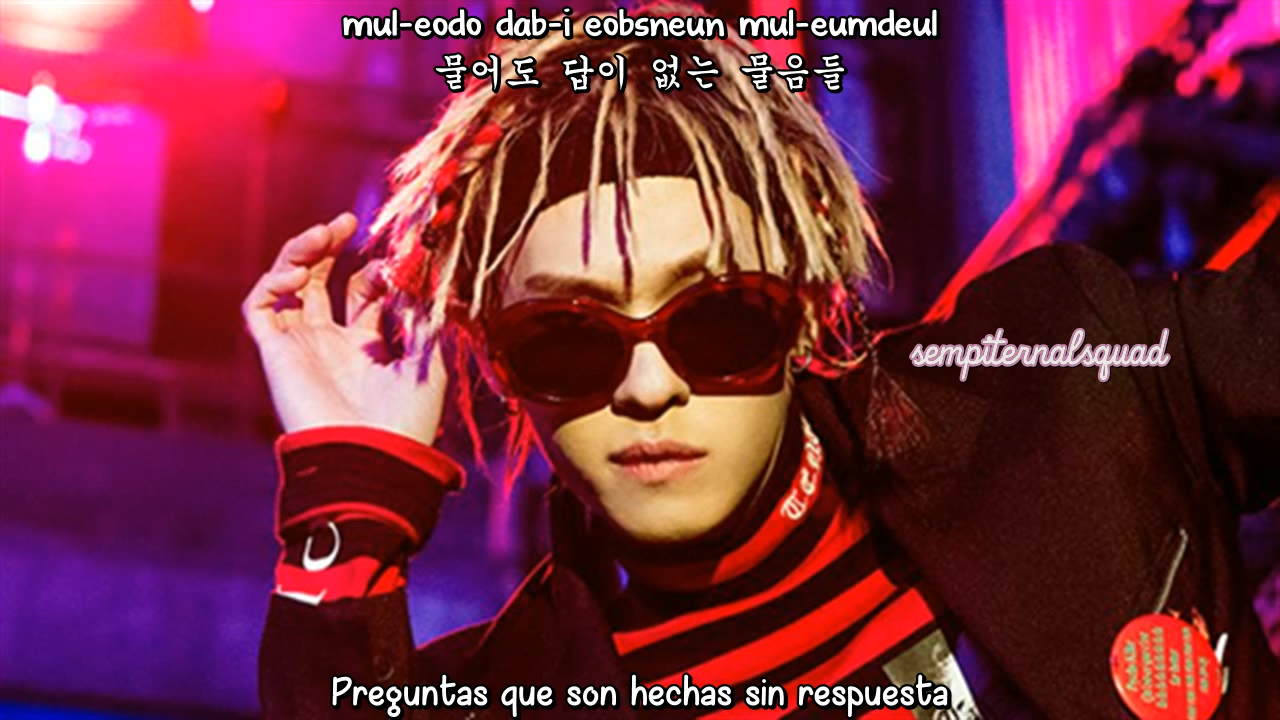 mul-eodo dab-i eobsneun mul-eumdeul
물어도 답이 없는 물음들
sempiternalsquad
Preguntas que son hechas sin respuesta